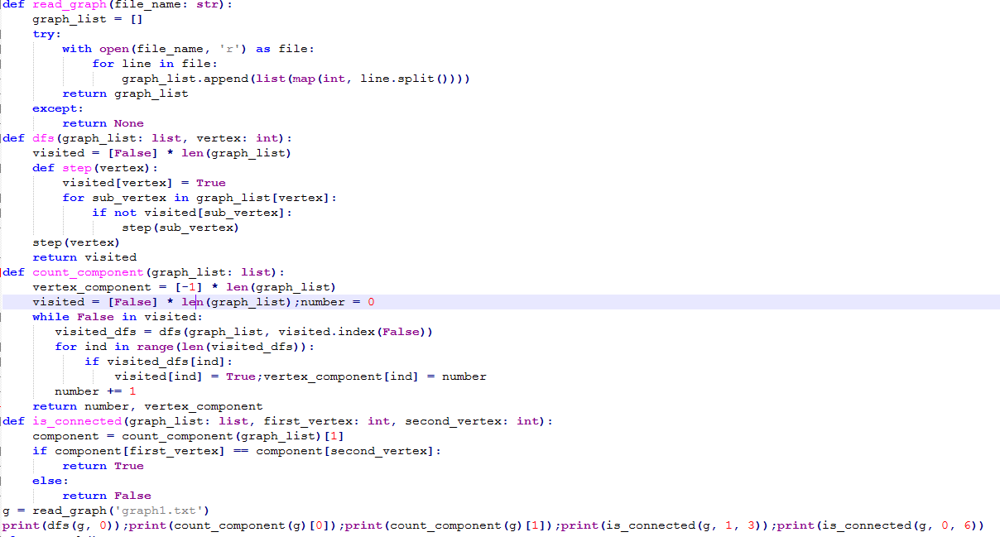 def read_graph(file_name: str):
    graph_list = []
    try:
        with open(file_name, 'r') as file:
            for line in file:
                graph_list.append(list(map(int, line.split())))
        return graph_list
    except:
        return None
def dfs(graph_list: list, vertex: int):
    visited = [False] * len(graph_list)
    def step(vertex):
        visited[vertex] = True
        for sub_vertex in graph_list[vertex]:
            if not visited[sub_vertex]:
                step(sub_vertex)
    step(vertex)
    return visited
def count_component(graph_list: list):
    vertex_component = [-1] * len(graph_list)
    visited = [False] * len(graph_list);number = 0
    while False in visited:
       visited_dfs = dfs(graph_list, visited.index(False))
       for ind in range(len(visited_dfs)):
           if visited_dfs[ind]:
               visited[ind] = True;vertex_component[ind] = number
       number += 1
    return number, vertex_component
def is_connected(graph_list: list, first_vertex: int, second_vertex: int):
    component = count_component(graph_list)[1]
    if component[first_vertex] == component[second_vertex]:
        return True
    else:
        return False
g = read_graph('graph1.txt')
print(dfs(g, 0));print(count_component(g)[0]);print(count_component(g)[1]);print(is_connected(g, 1, 3));print(is_connected(g, 0, 6))